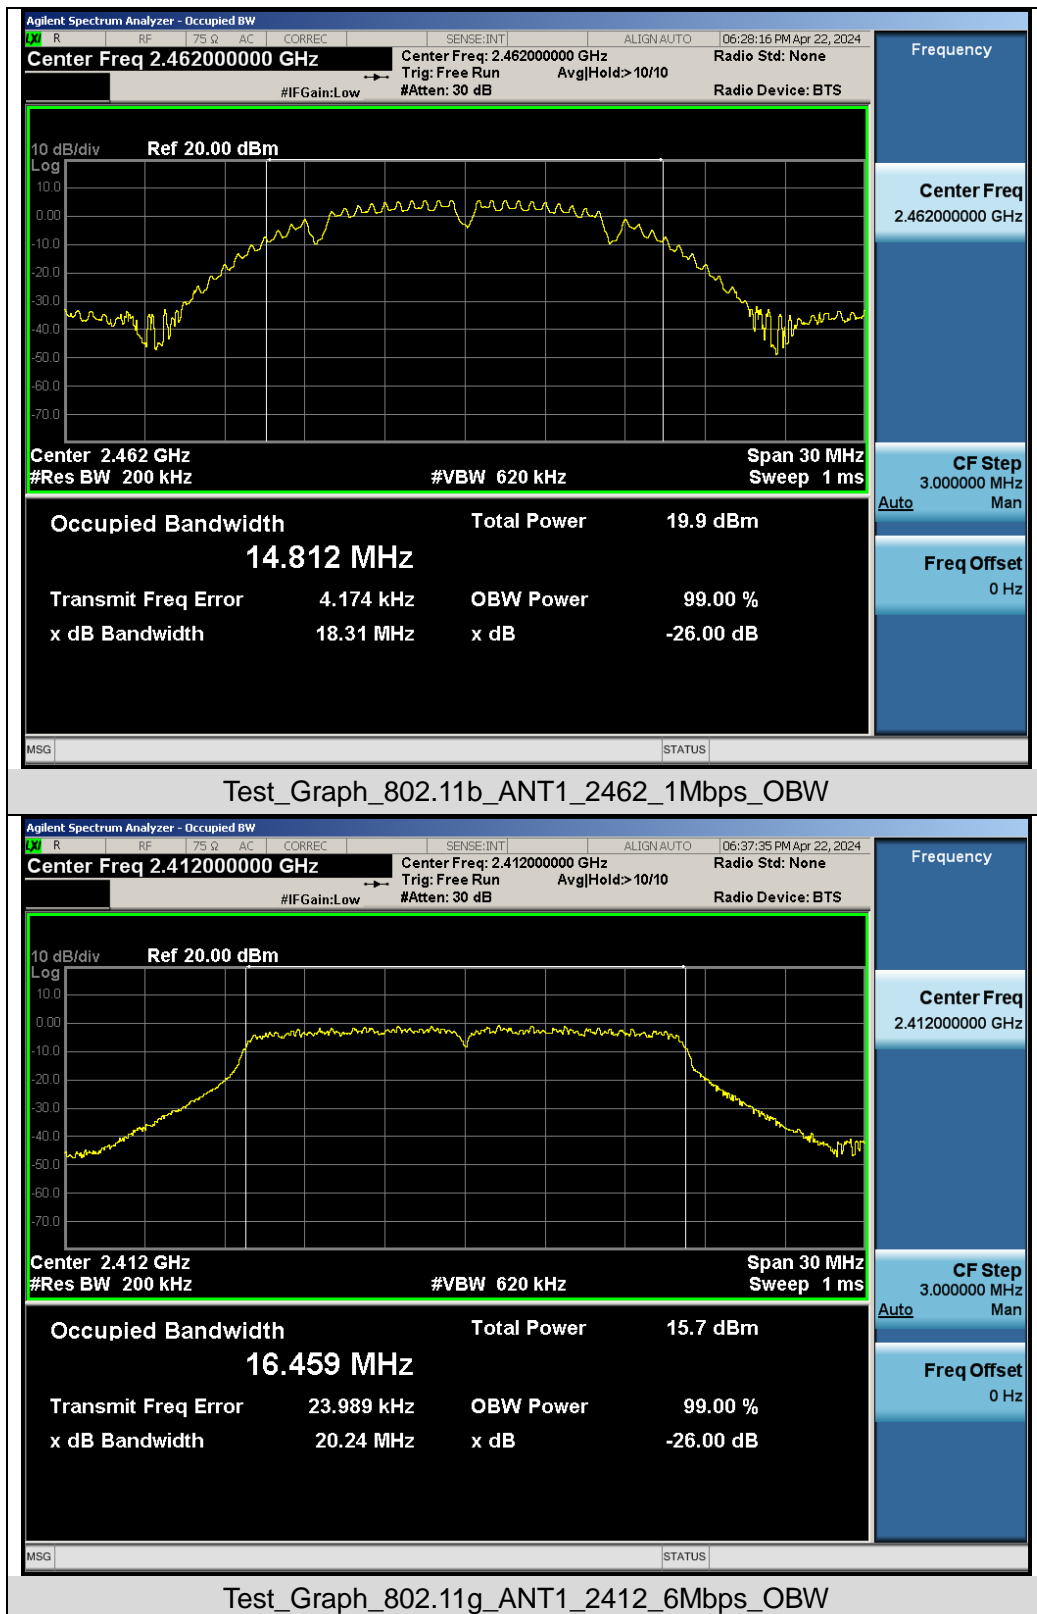 Agilent Spectrum Analyzer - Occupied BW
LXI R RF 75 Ω AC CORREC SENSE:INT ALIGN AUTO 06:28:16 PM Apr 22, 2024
Center Freq 2.462000000 GHz Center Freq: 2.462000000 GHz Radio Std: None Frequency
Trig: Free Run Avg|Hold:> 10/10
#IFGain:Low #Atten: 30 dB Radio Device: BTS
10 dB/div Ref 20.00 dBm
Log
10.0
0.00
-10.0
-20.0
-30.0
-40.0
-50.0
-60.0
-70.0
Center Freq
2.462000000 GHz
Center 2.462 GHz Span 30 MHz
#Res BW 200 kHz #VBW 620 kHz Sweep 1 ms
CF Step
3.000000 MHz
Auto Man
Occupied Bandwidth Total Power 19.9 dBm
14.812 MHz
Freq Offset
0 Hz
Transmit Freq Error 4.174 kHz OBW Power 99.00 %
x dB Bandwidth 18.31 MHz x dB -26.00 dB
MSG STATUS
Test_Graph_802.11b_ANT1_2462_1Mbps_OBW
Agilent Spectrum Analyzer - Occupied BW
LXI R RF 75 Ω AC CORREC SENSE:INT ALIGN AUTO 06:37:35 PM Apr 22, 2024
Center Freq 2.412000000 GHz Center Freq: 2.412000000 GHz Radio Std: None Frequency
Trig: Free Run Avg|Hold:> 10/10
#IFGain:Low #Atten: 30 dB Radio Device: BTS
10 dB/div Ref 20.00 dBm
Log
10.0
0.00
-10.0
-20.0
-30.0
-40.0
-50.0
-60.0
-70.0
Center Freq
2.412000000 GHz
Center 2.412 GHz Span 30 MHz
#Res BW 200 kHz #VBW 620 kHz Sweep 1 ms
CF Step
3.000000 MHz
Auto Man
Occupied Bandwidth Total Power 15.7 dBm
16.459 MHz
Freq Offset
0 Hz
Transmit Freq Error 23.989 kHz OBW Power 99.00 %
x dB Bandwidth 20.24 MHz x dB -26.00 dB
MSG STATUS
Test_Graph_802.11g_ANT1_2412_6Mbps_OBW